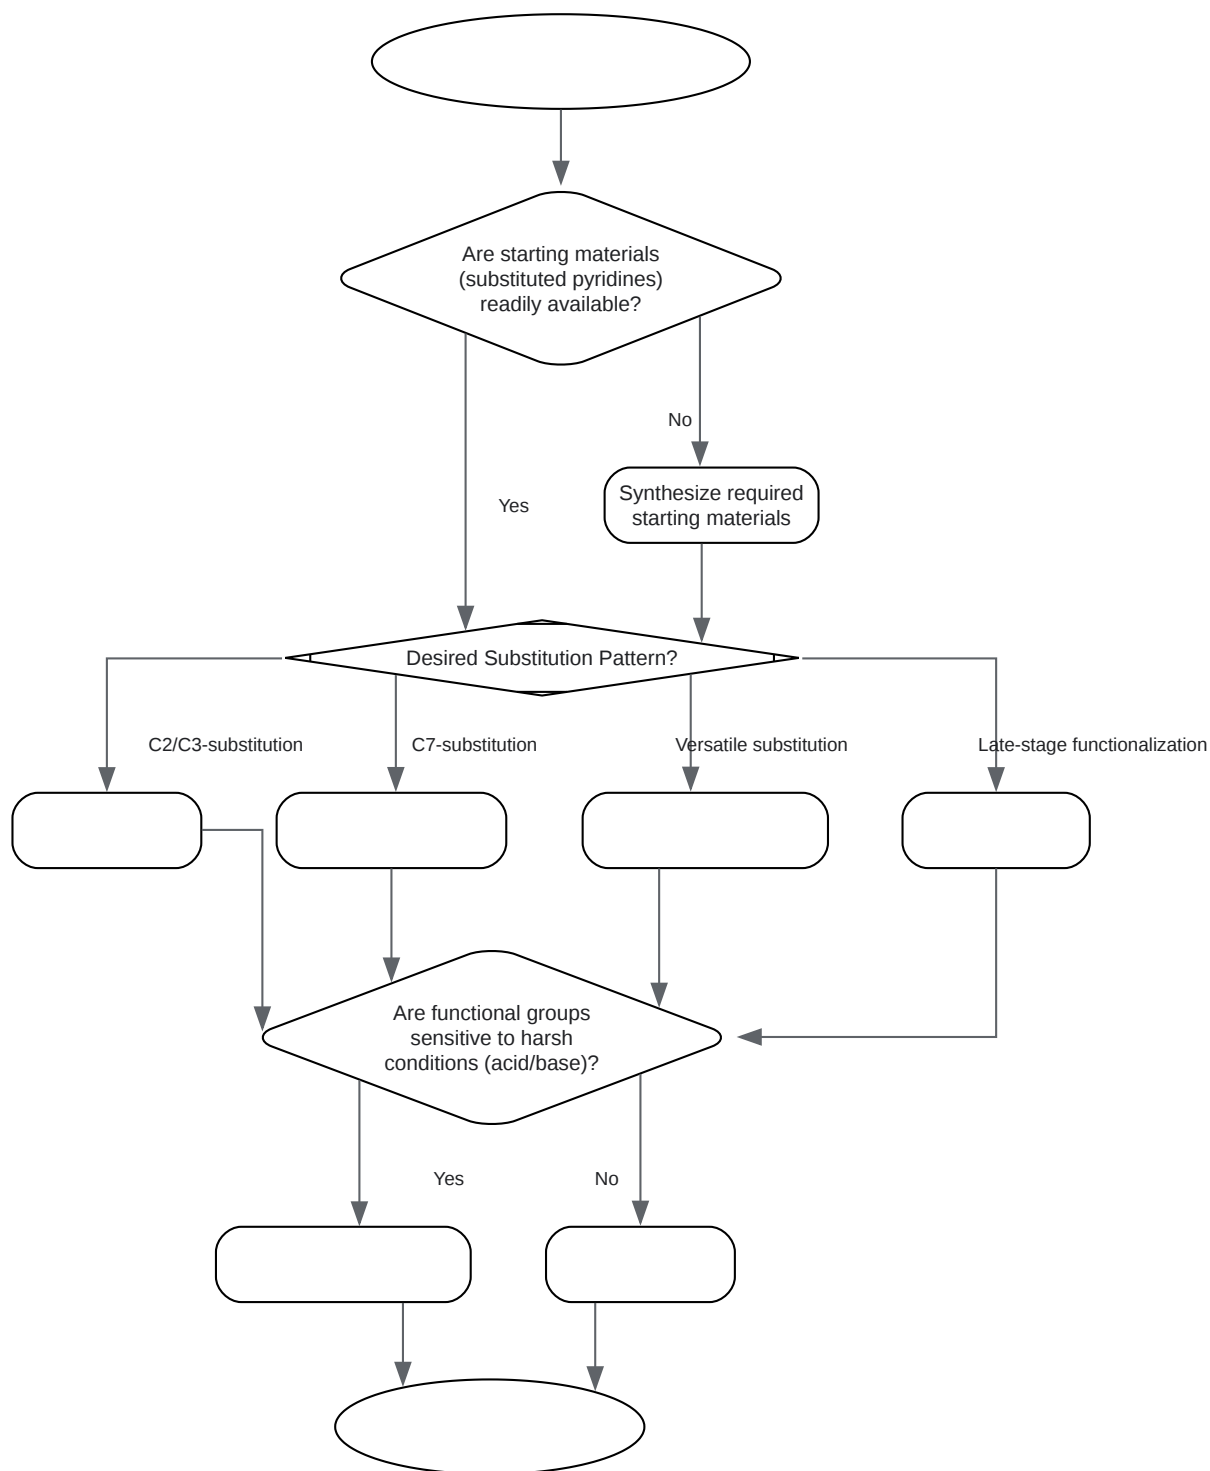 Are starting materials
(substituted pyridines)
readily available?
No
Synthesize required
starting materials
Yes
Desired Substitution Pattern?
C2/C3-substitution
C7-substitution
Versatile substitution
Late-stage functionalization
Are functional groups
sensitive to harsh
conditions (acid/base)?
Yes
No